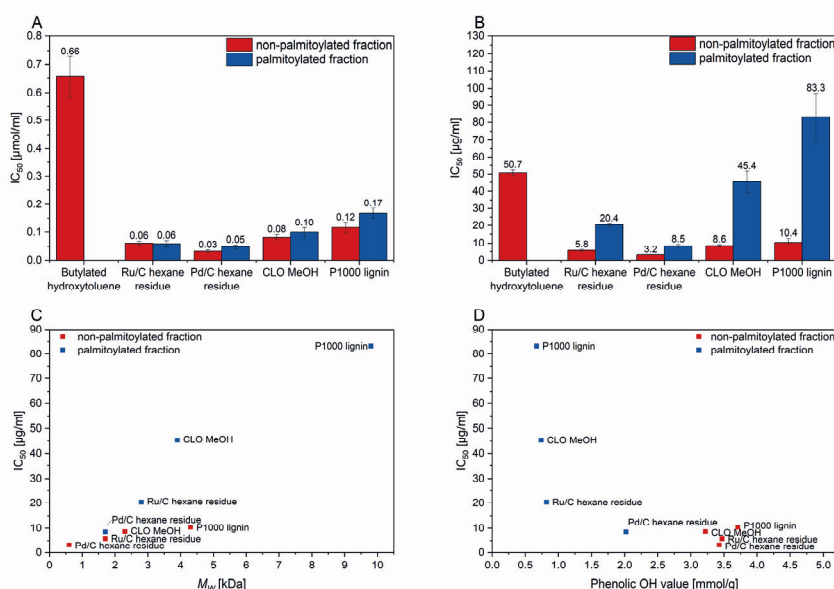 A
non-palmitoylated fraction
palmitoylated fraction
IC50 [µmol/ml]
0.8
0.7
0.6
0.5
0.4
0.3
0.2
0.1
0.0
0.66
0.06
0.06
0.03
0.05
0.08
0.10
0.12
0.17
Butylated
hydroxytoluene
Ru/C hexane
residue
Pd/C hexane
residue
CLO MeOH
P1000 lignin
B
non-palmitoylated fraction
palmitoylated fraction
IC50 [µg/ml]
130
120
110
100
90
80
70
60
50
40
30
20
10
0
50.7
5.8
20.4
3.2
8.5
8.6
45.4
10.4
83.3
Butylated
hydroxytoluene
Ru/C hexane
residue
Pd/C hexane
residue
CLO MeOH
P1000 lignin
C
non-palmitoylated fraction
palmitoylated fraction
IC50 [µg/ml]
90
80
70
60
50
40
30
20
10
0
P1000 lignin
CLO MeOH
Ru/C hexane residue
Pd/C hexane residue
P1000 lignin
CLO MeOH
Ru/C hexane residue
Pd/C hexane residue
0 1 2 3 4 5 6 7 8 9 10
MW [kDa]
D
non-palmitoylated fraction
palmitoylated fraction
IC50 [µg/ml]
90
80
70
60
50
40
30
20
10
0
P1000 lignin
CLO MeOH
Ru/C hexane residue
Pd/C hexane residue
P1000 lignin
CLO MeOH
Ru/C hexane residue
Pd/C hexane residue
0.0 0.5 1.0 1.5 2.0 2.5 3.0 3.5 4.0 4.5 5.0
Phenolic OH value [mmol/g]